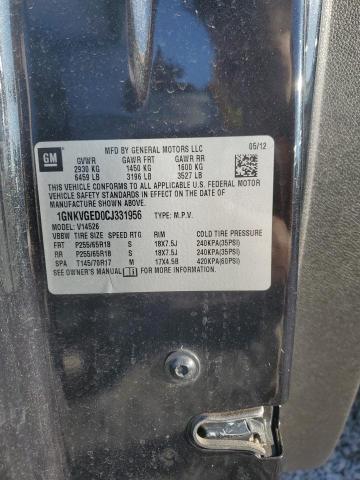 GM
MFD BY GENERAL MOTORS LLC 05/12
GVWR GAWR FRT GAWR RR
2930 KG 1450 KG 1600 KG
6459 LB 3196 LB 3527 LB
THIS VEHICLE CONFORMS TO ALL APPLICABLE U.S. FEDERAL MOTOR
VEHICLE SAFETY STANDARDS IN EFFECT ON THE DATE OF
MANUFACTURE SHOWN ABOVE.
1GNKVGED0CJ331956 TYPE: M.P.V.
MODEL: V14526
VBBW TIRE SIZE SPEED RTG RIM COLD TIRE PRESSURE
FRT P255/65R18 S 18X7.5J 240KPA(35PSI)
RR P255/65R18 S 18X7.5J 240KPA(35PSI)
SPA T145/70R17 M 17X4.5B 420KPA(60PSI)
SEE OWNER'S MANUAL FOR MORE INFORMATION